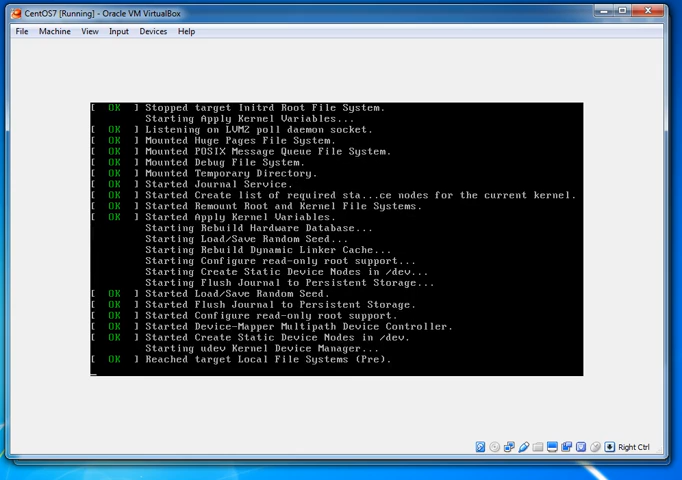 CentOS7 [Running] - Oracle VM VirtualBox
File Machine View Input Devices Help
[ OK ] Stopped target Initrd Root File System.
Starting Apply Kernel Variables...
[ OK ] Listening on LVM2 poll daemon socket.
[ OK ] Mounted Huge Pages File System.
[ OK ] Mounted POSIX Message Queue File System.
[ OK ] Mounted Debug File System.
[ OK ] Mounted Temporary Directory.
[ OK ] Started Journal Service.
[ OK ] Started Create list of required sta...ce nodes for the current kernel.
[ OK ] Started Remount Root and Kernel File Systems.
[ OK ] Started Apply Kernel Variables.
Starting Rebuild Hardware Database...
Starting Load/Save Random Seed...
Starting Rebuild Dynamic Linker Cache...
Starting Configure read-only root support...
Starting Create Static Device Nodes in /dev...
Starting Flush Journal to Persistent Storage...
[ OK ] Started Load/Save Random Seed.
[ OK ] Started Flush Journal to Persistent Storage.
[ OK ] Started Configure read-only root support.
[ OK ] Started Device-Mapper Multipath Device Controller.
[ OK ] Started Create Static Device Nodes in /dev.
Starting udev Kernel Device Manager...
[ OK ] Reached target Local File Systems (Pre).
Right Ctrl